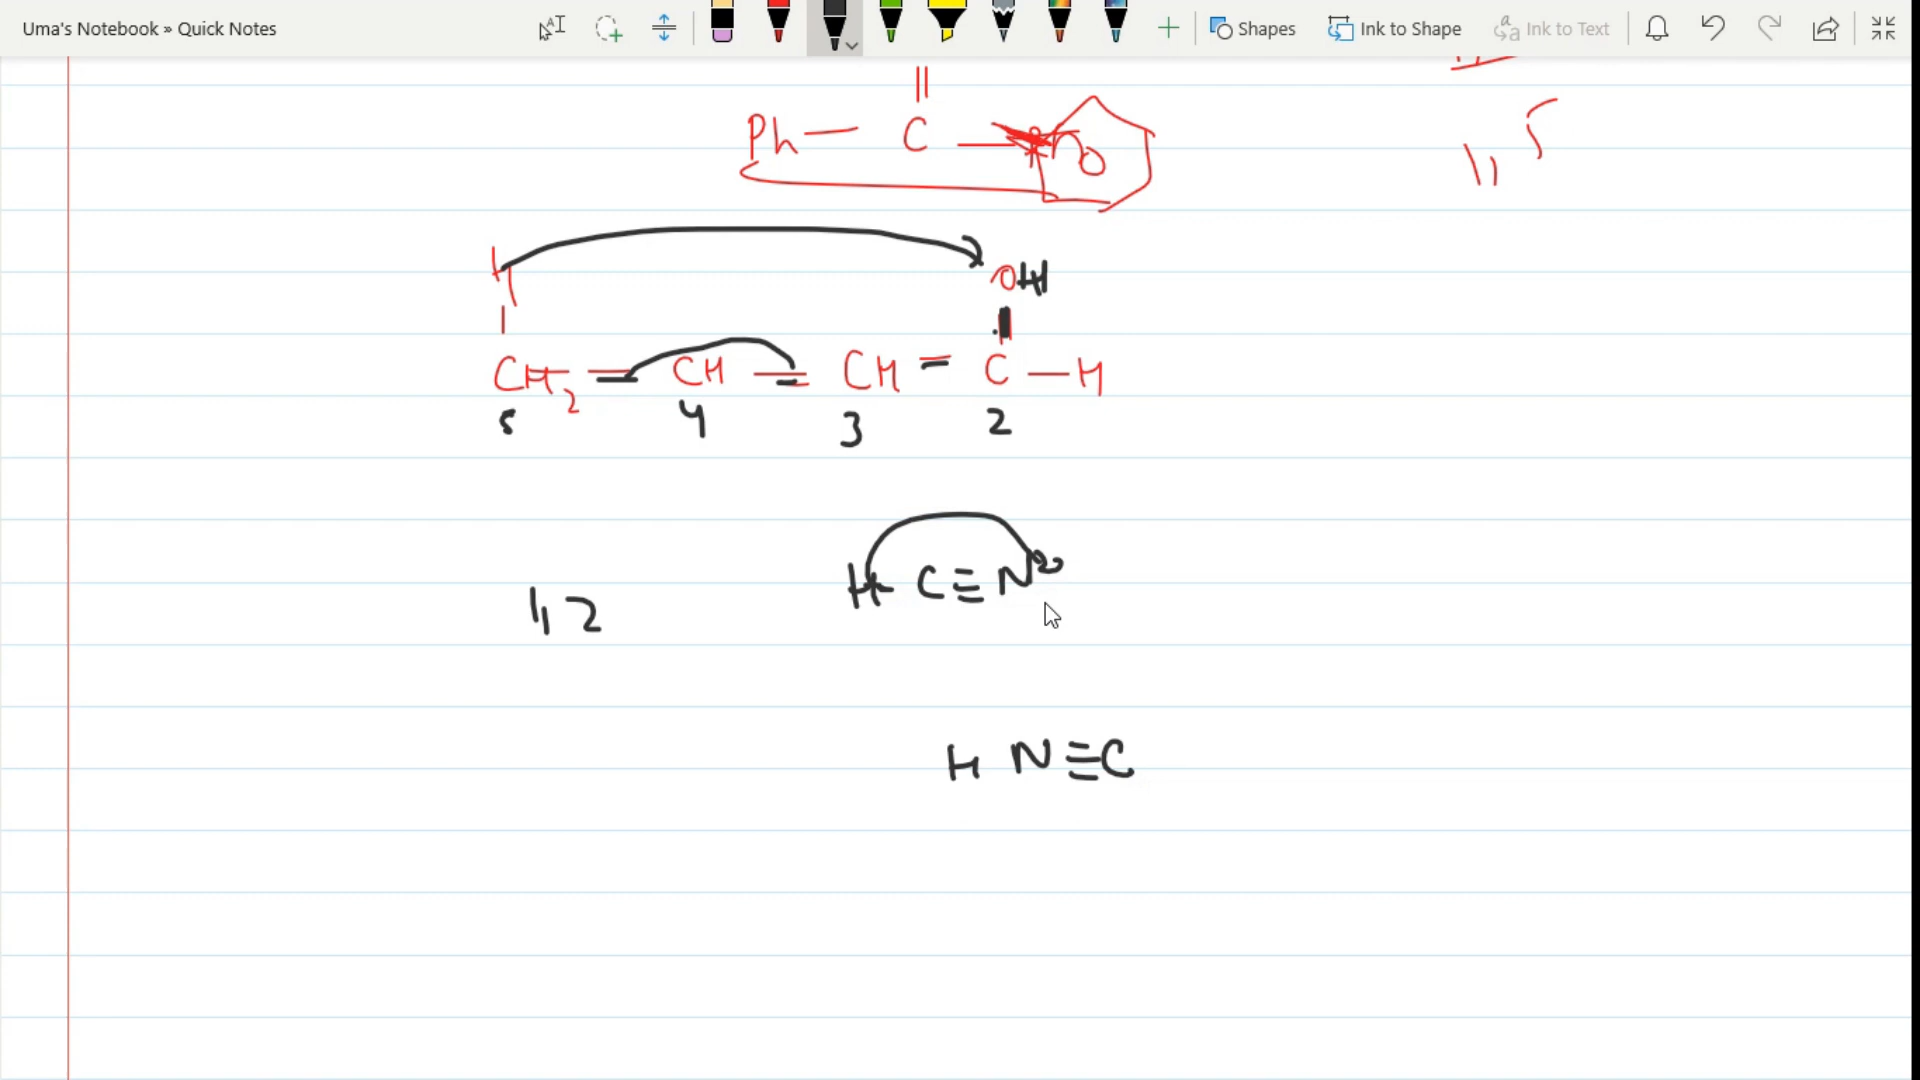 Uma's Notebook » Quick Notes
Shapes Ink to Shape Ink to Text
||
Ph — C —
1,5
H OH
| ||
CH2 = CH = CH = C — H
5 4 3 2
H C≡N
1,2
H N≡C